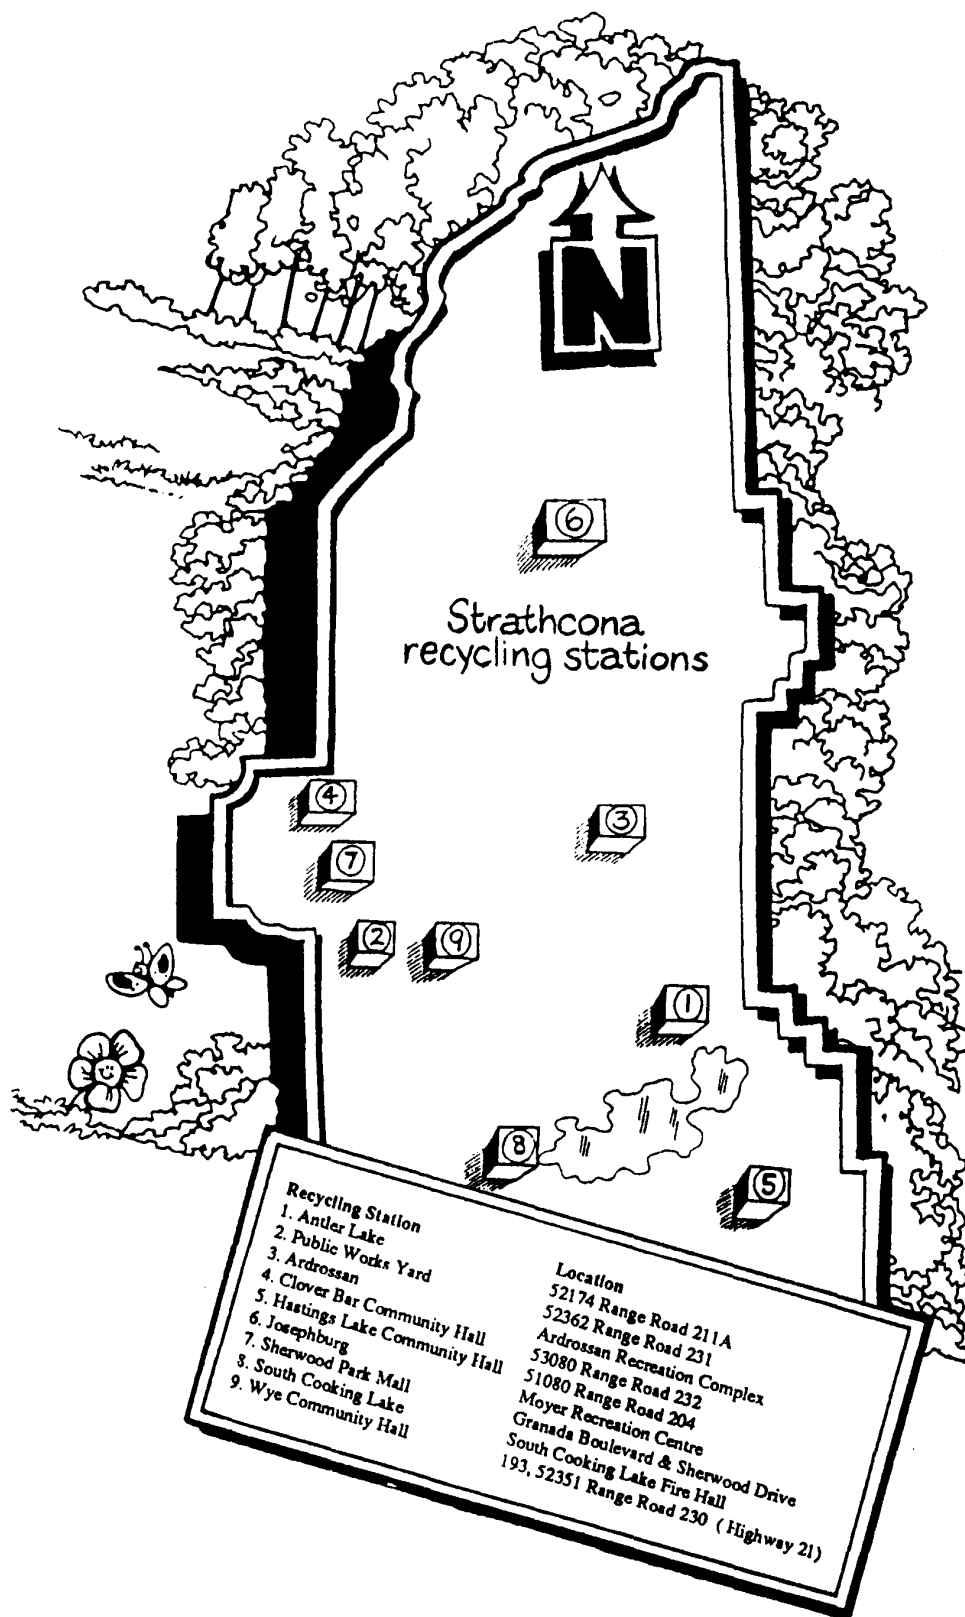 N
6
Strathcona
recycling stations
4
3
7
2
9
1
8
5
Recycling Station
1. Antler Lake
2. Public Works Yard
3. Ardrossan
4. Clover Bar Community Hall
5. Hastings Lake Community Hall
6. Josephburg
7. Sherwood Park Mall
8. South Cooking Lake
9. Wye Community Hall
Location
52174 Range Road 211A
52362 Range Road 231
Ardrossan Recreation Complex
53080 Range Road 232
51080 Range Road 204
Moyer Recreation Centre
Granada Boulevard & Sherwood Drive
South Cooking Lake Fire Hall
193, 52351 Range Road 230 ( Highway 21)